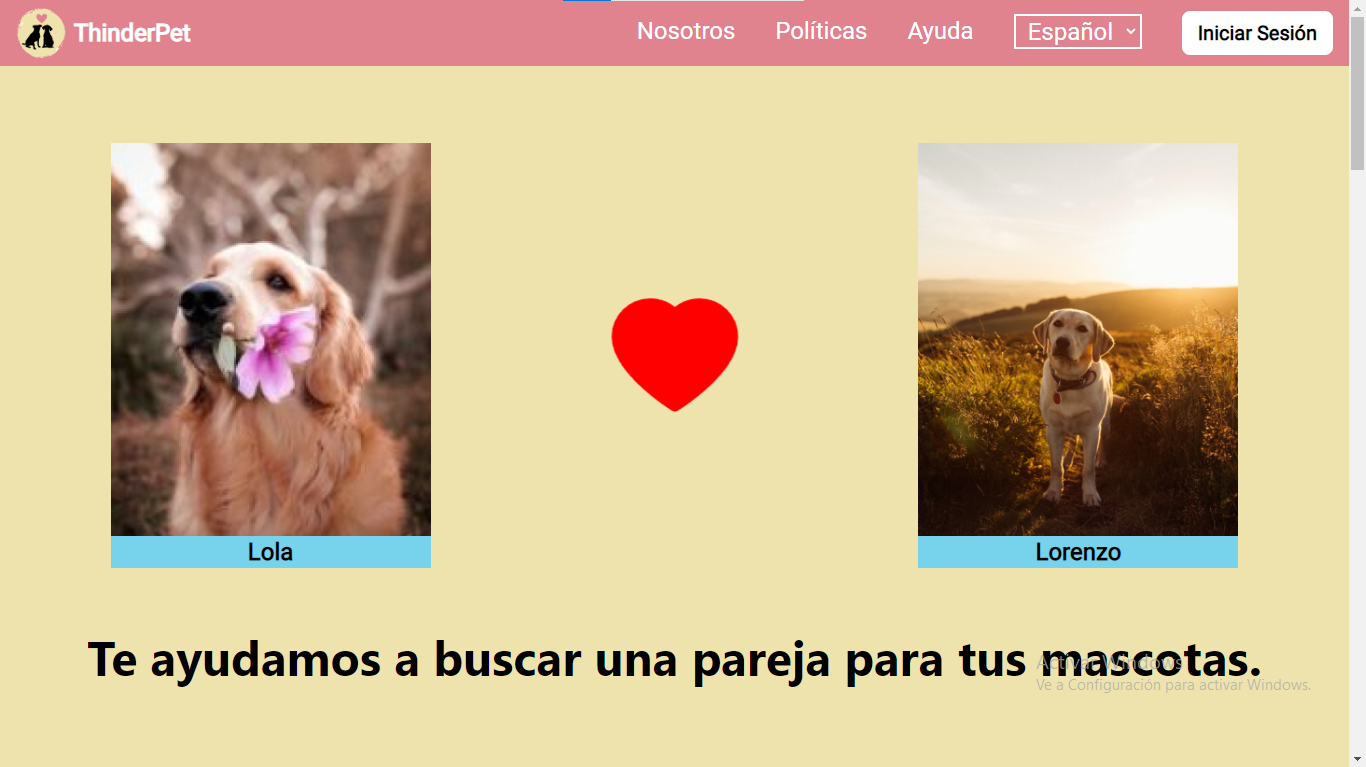 ThinderPet
Nosotros
Políticas
Ayuda
Español
Iniciar Sesión
Lola
Lorenzo
Te ayudamos a buscar una pareja para tus mascotas.
Activar Windows
Ve a Configuración para activar Windows.